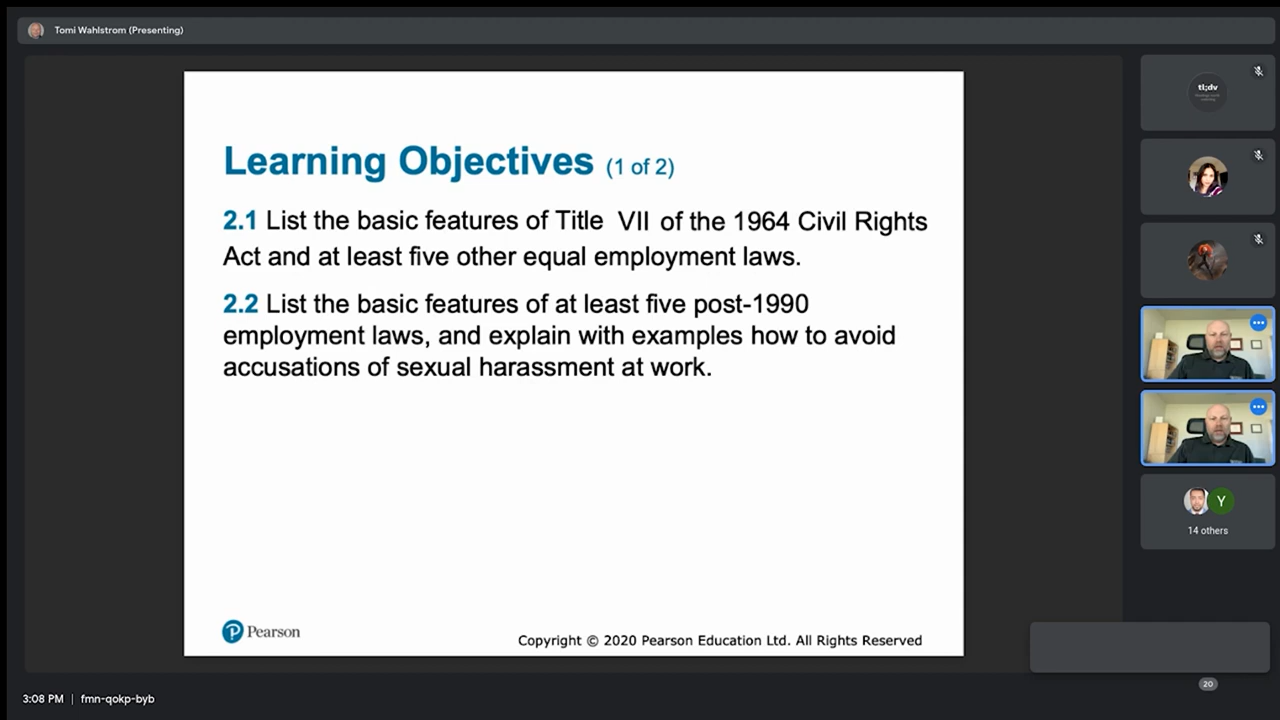 Tomi Wahlstrom (Presenting)
tl;dv
Learning Objectives (1 of 2)
2.1 List the basic features of Title VII of the 1964 Civil Rights
Act and at least five other equal employment laws.
2.2 List the basic features of at least five post-1990
employment laws, and explain with examples how to avoid
accusations of sexual harassment at work.
Y
14 others
Pearson
Copyright © 2020 Pearson Education Ltd. All Rights Reserved
3:08 PM | fmn-qokp-byb
20